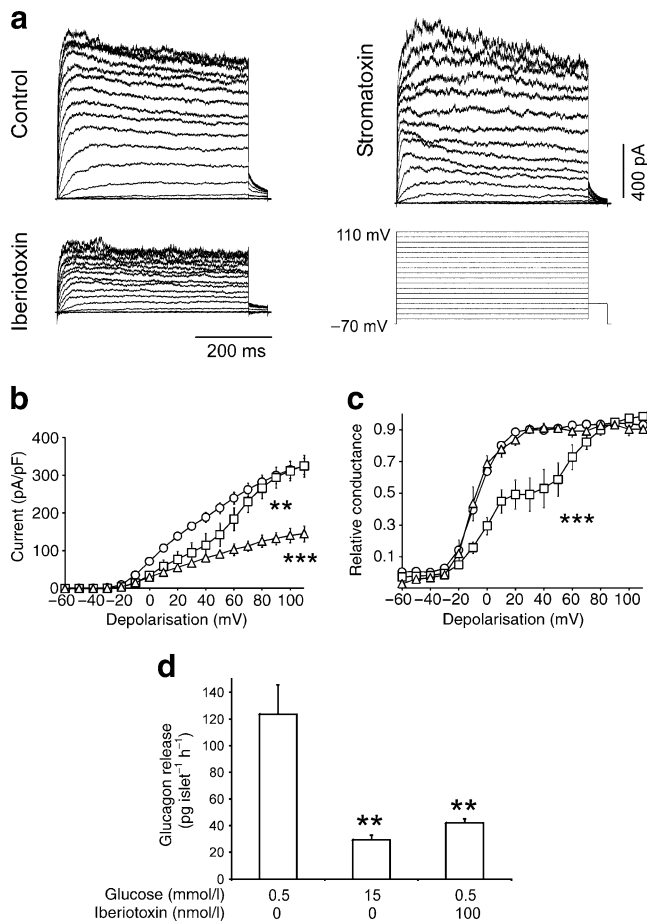 a
Control
Stromatoxin
400 pA
Iberiotoxin
200 ms
110 mV
−70 mV
b
Current (pA/pF)
400
300
200
100
0
**
***
−60 −40 −20 0 20 40 60 80 100
Depolarisation (mV)
c
Relative conductance
0.9
0.7
0.5
0.3
0.1
***
−60 −40 −20 0 20 40 60 80 100
Depolarisation (mV)
d
Glucagon release
(pg islet⁻¹ h⁻¹)
140
120
100
80
60
40
20
0
** **
Glucose (mmol/l) 0.5 15 0.5
Iberiotoxin (nmol/l) 0 0 100